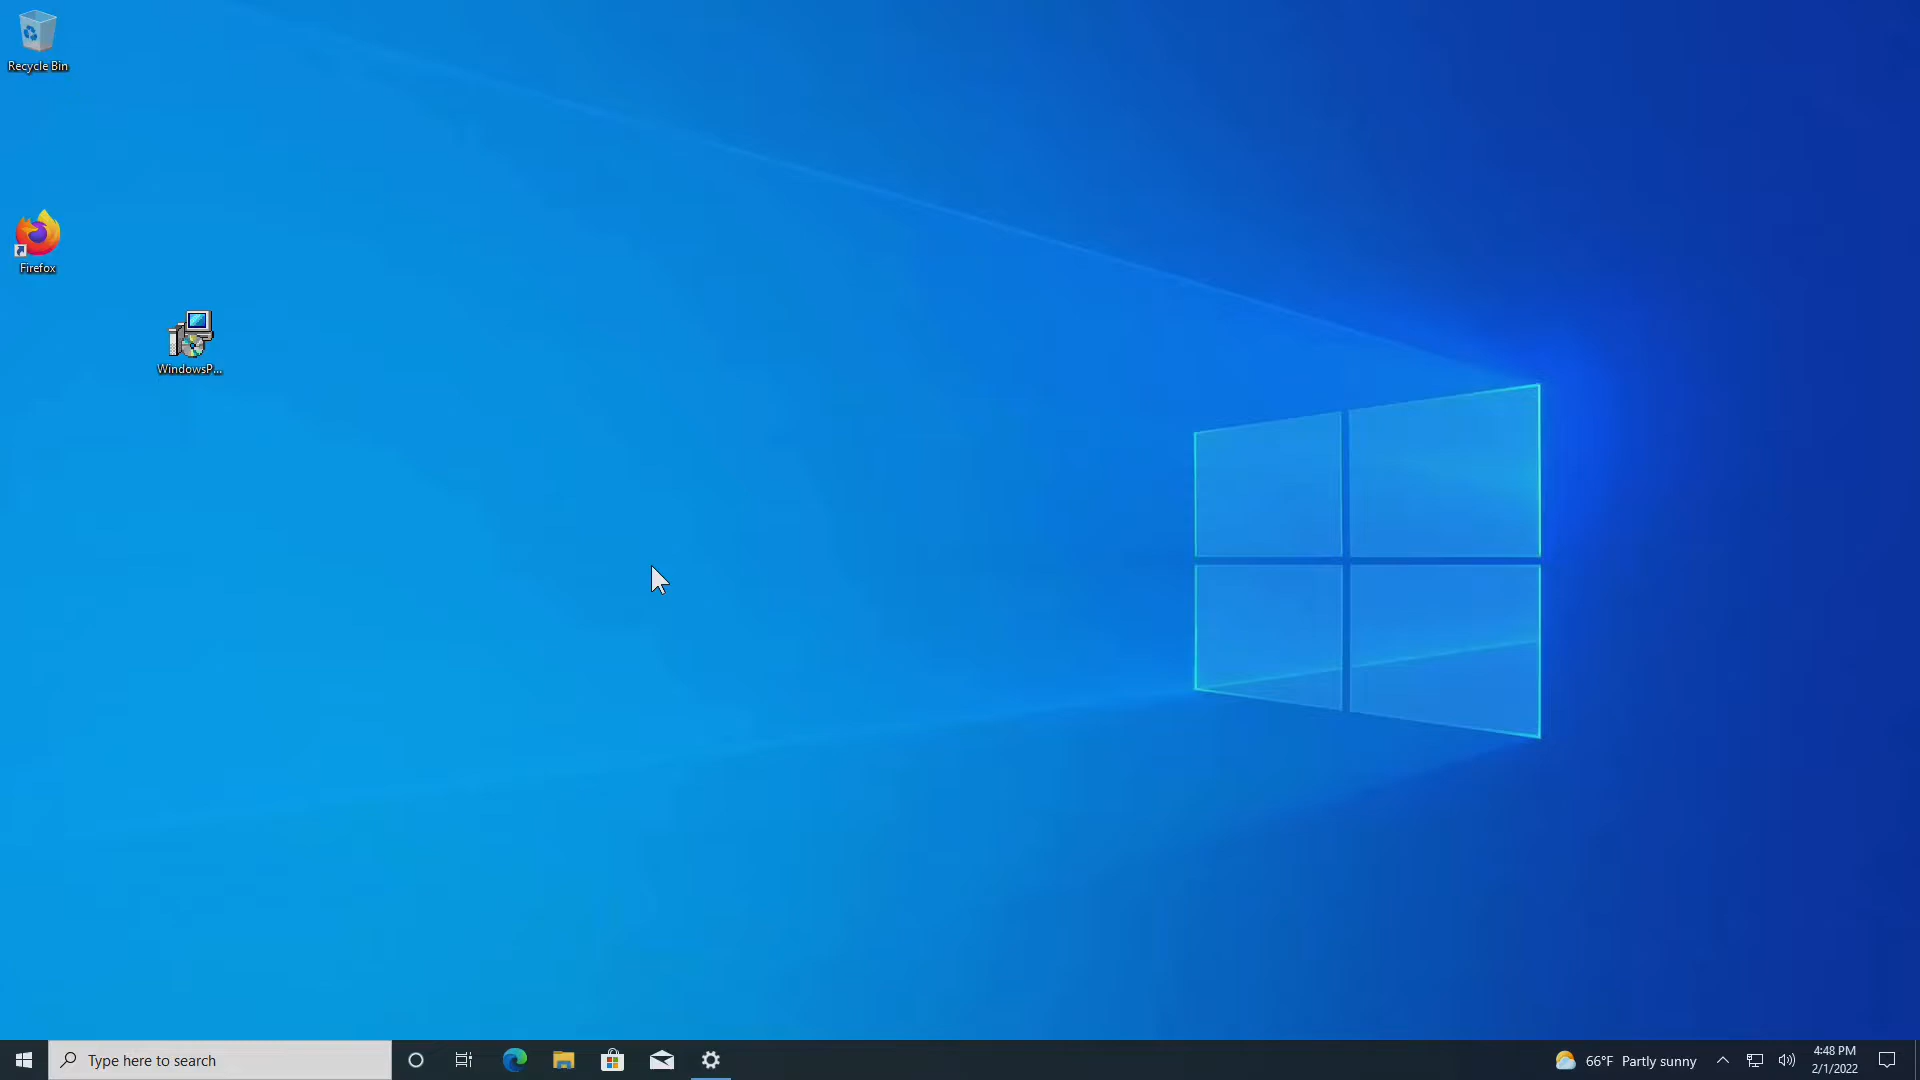 Recycle Bin
Firefox
WindowsP...
Type here to search
66°F Partly sunny
4:48 PM
2/1/2022